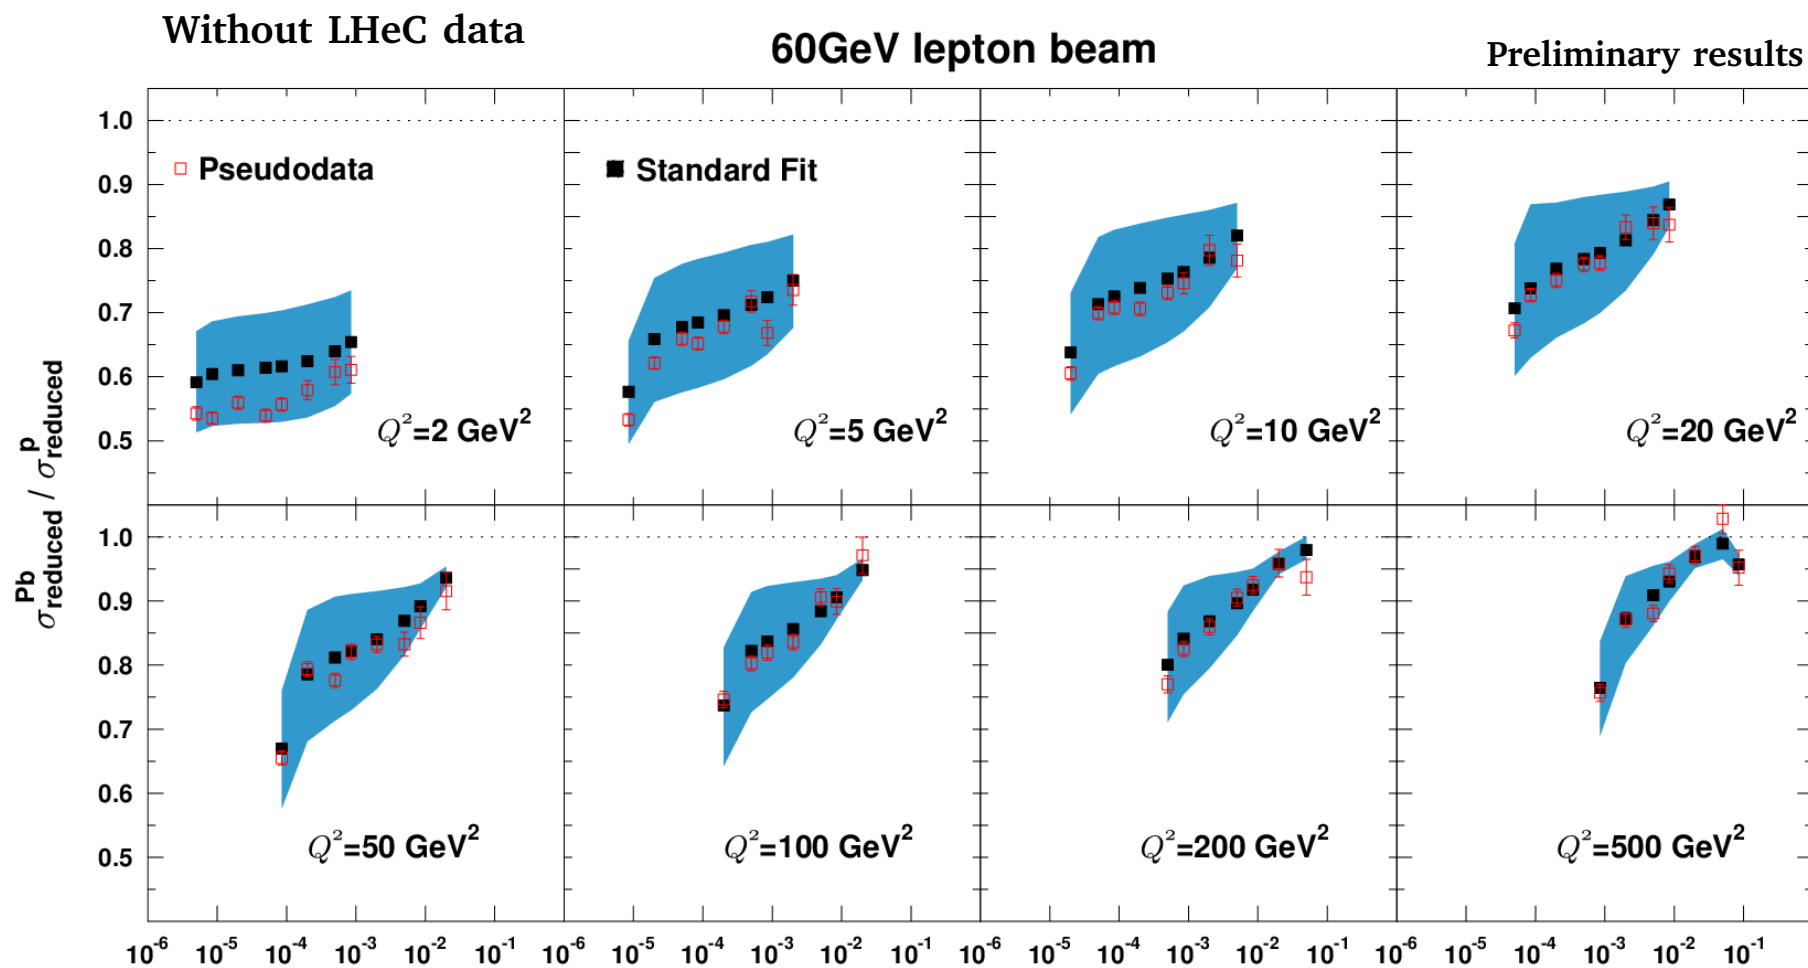 Without LHeC data
60GeV lepton beam
Preliminary results
σ^Pb_reduced / σ^p_reduced
1.0
0.9
0.8
0.7
0.6
0.5
Pseudodata
Standard Fit
Q²=2 GeV²
Q²=5 GeV²
Q²=10 GeV²
Q²=20 GeV²
1.0
0.9
0.8
0.7
0.6
0.5
Q²=50 GeV²
Q²=100 GeV²
Q²=200 GeV²
Q²=500 GeV²
10⁻⁶ 10⁻⁵ 10⁻⁴ 10⁻³ 10⁻² 10⁻¹ 10⁻⁶ 10⁻⁵ 10⁻⁴ 10⁻³ 10⁻² 10⁻¹ 10⁻⁶ 10⁻⁵ 10⁻⁴ 10⁻³ 10⁻² 10⁻¹ 10⁻⁶ 10⁻⁵ 10⁻⁴ 10⁻³ 10⁻² 10⁻¹